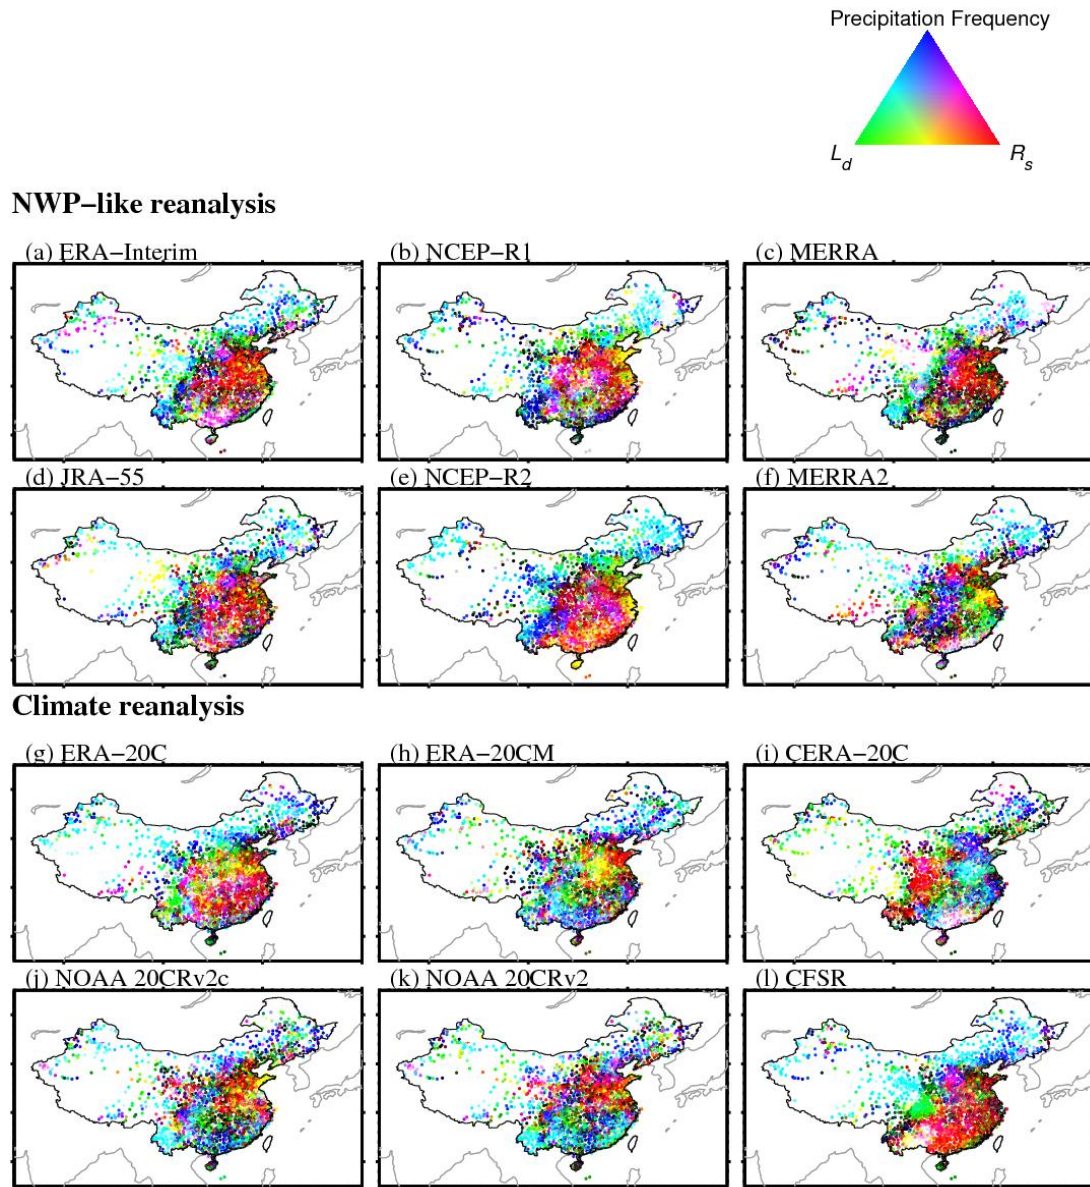 Precipitation Frequency
L_d R_s
NWP–like reanalysis
(a) ERA–Interim (b) NCEP–R1 (c) MERRA
(d) JRA–55 (e) NCEP–R2 (f) MERRA2
Climate reanalysis
(g) ERA–20C (h) ERA–20CM (i) CERA–20C
(j) NOAA 20CRv2c (k) NOAA 20CRv2 (l) CFSR